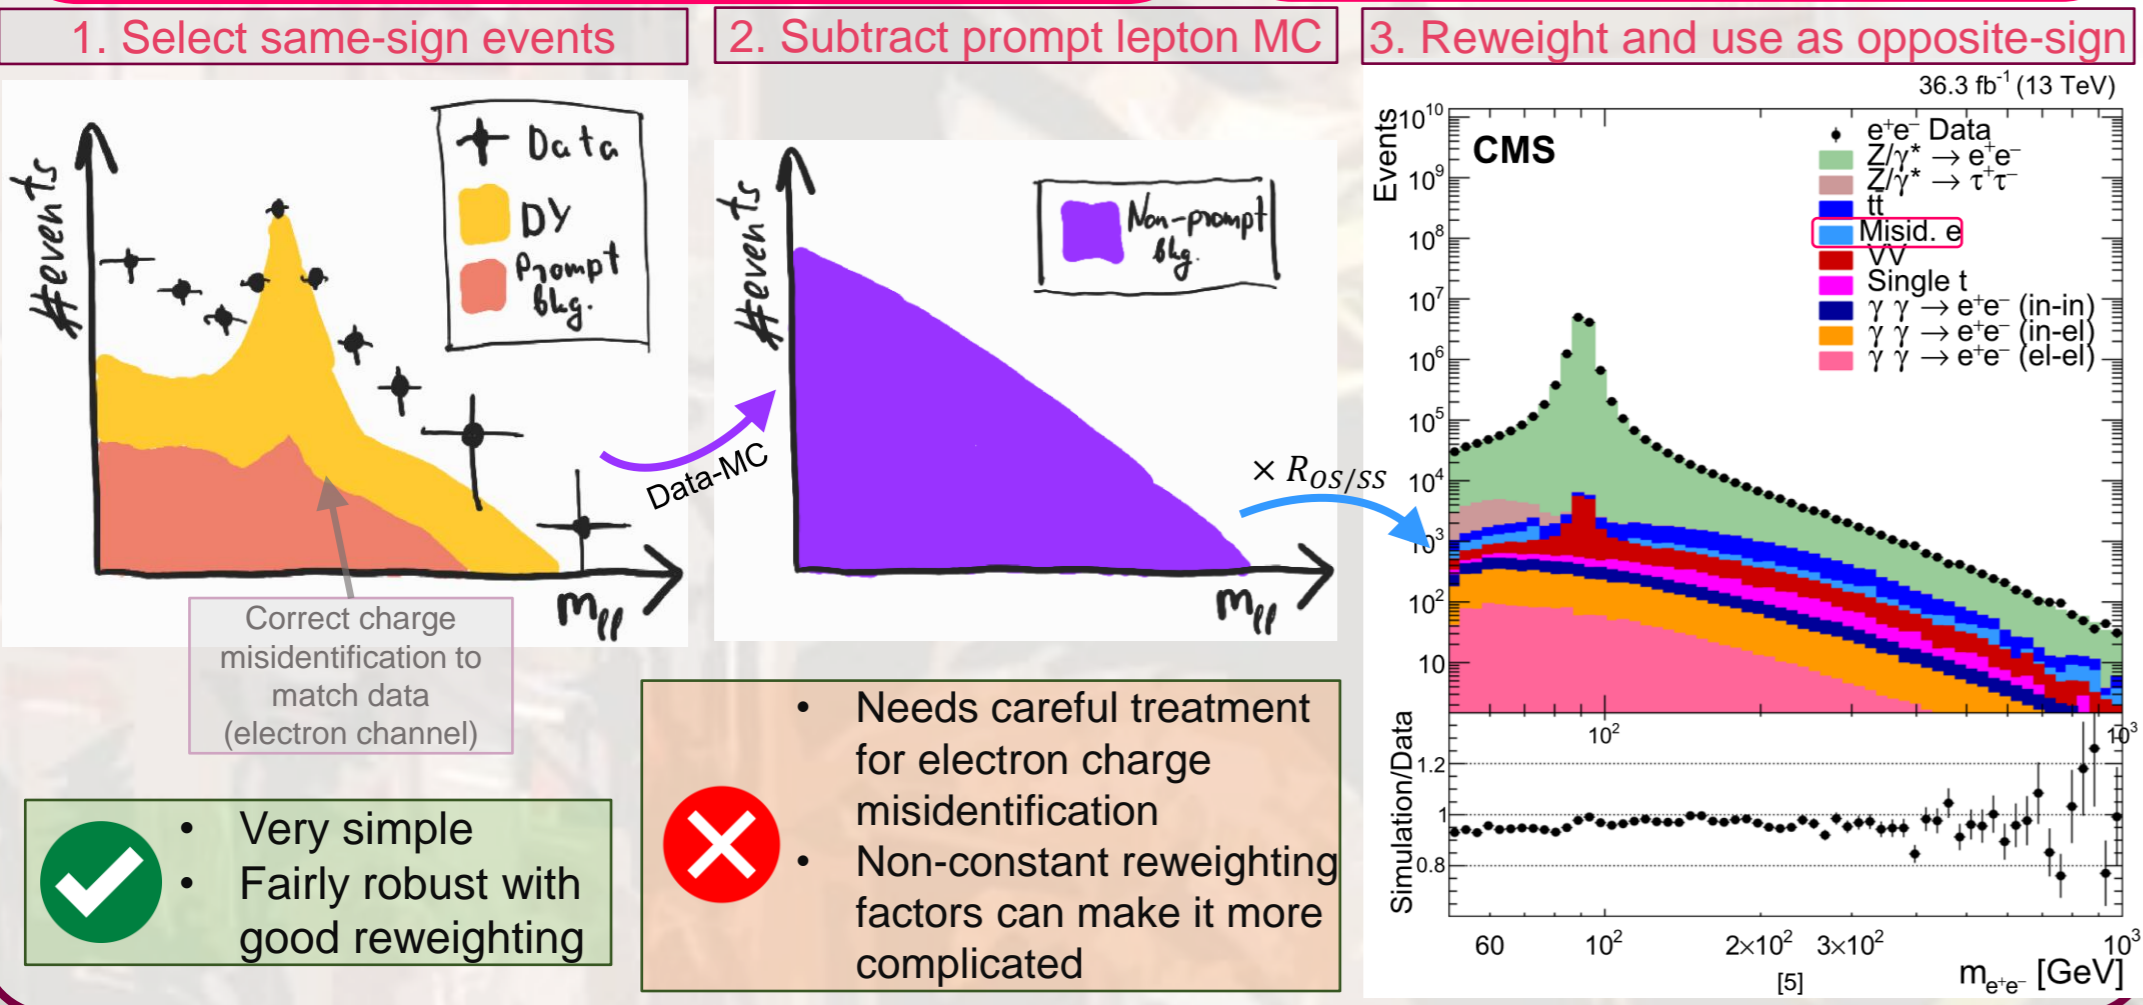 1. Select same-sign events
2. Subtract prompt lepton MC
3. Reweight and use as opposite-sign
#events
Data
DY
Prompt
bkg.
mℓℓ
Correct charge
misidentification to
match data
(electron channel)
Data-MC
#events
Non-prompt
bkg.
mℓℓ
× R_{OS/SS}
36.3 fb⁻¹ (13 TeV)
CMS
Events
10¹⁰
10⁹
10⁸
10⁷
10⁶
10⁵
10⁴
10³
10²
10
e⁺e⁻ Data
Z/γ* → e⁺e⁻
Z/γ* → τ⁺τ⁻
tt̄
Misid. e
VV
Single t
γ γ → e⁺e⁻ (in-in)
γ γ → e⁺e⁻ (in-el)
γ γ → e⁺e⁻ (el-el)
10² 10³
Simulation/Data
1.2
1
0.8
60 10² 2×10² 3×10² 10³
[5] m_{e⁺e⁻} [GeV]
• Very simple
• Fairly robust with
good reweighting
• Needs careful treatment
for electron charge
misidentification
• Non-constant reweighting
factors can make it more
complicated